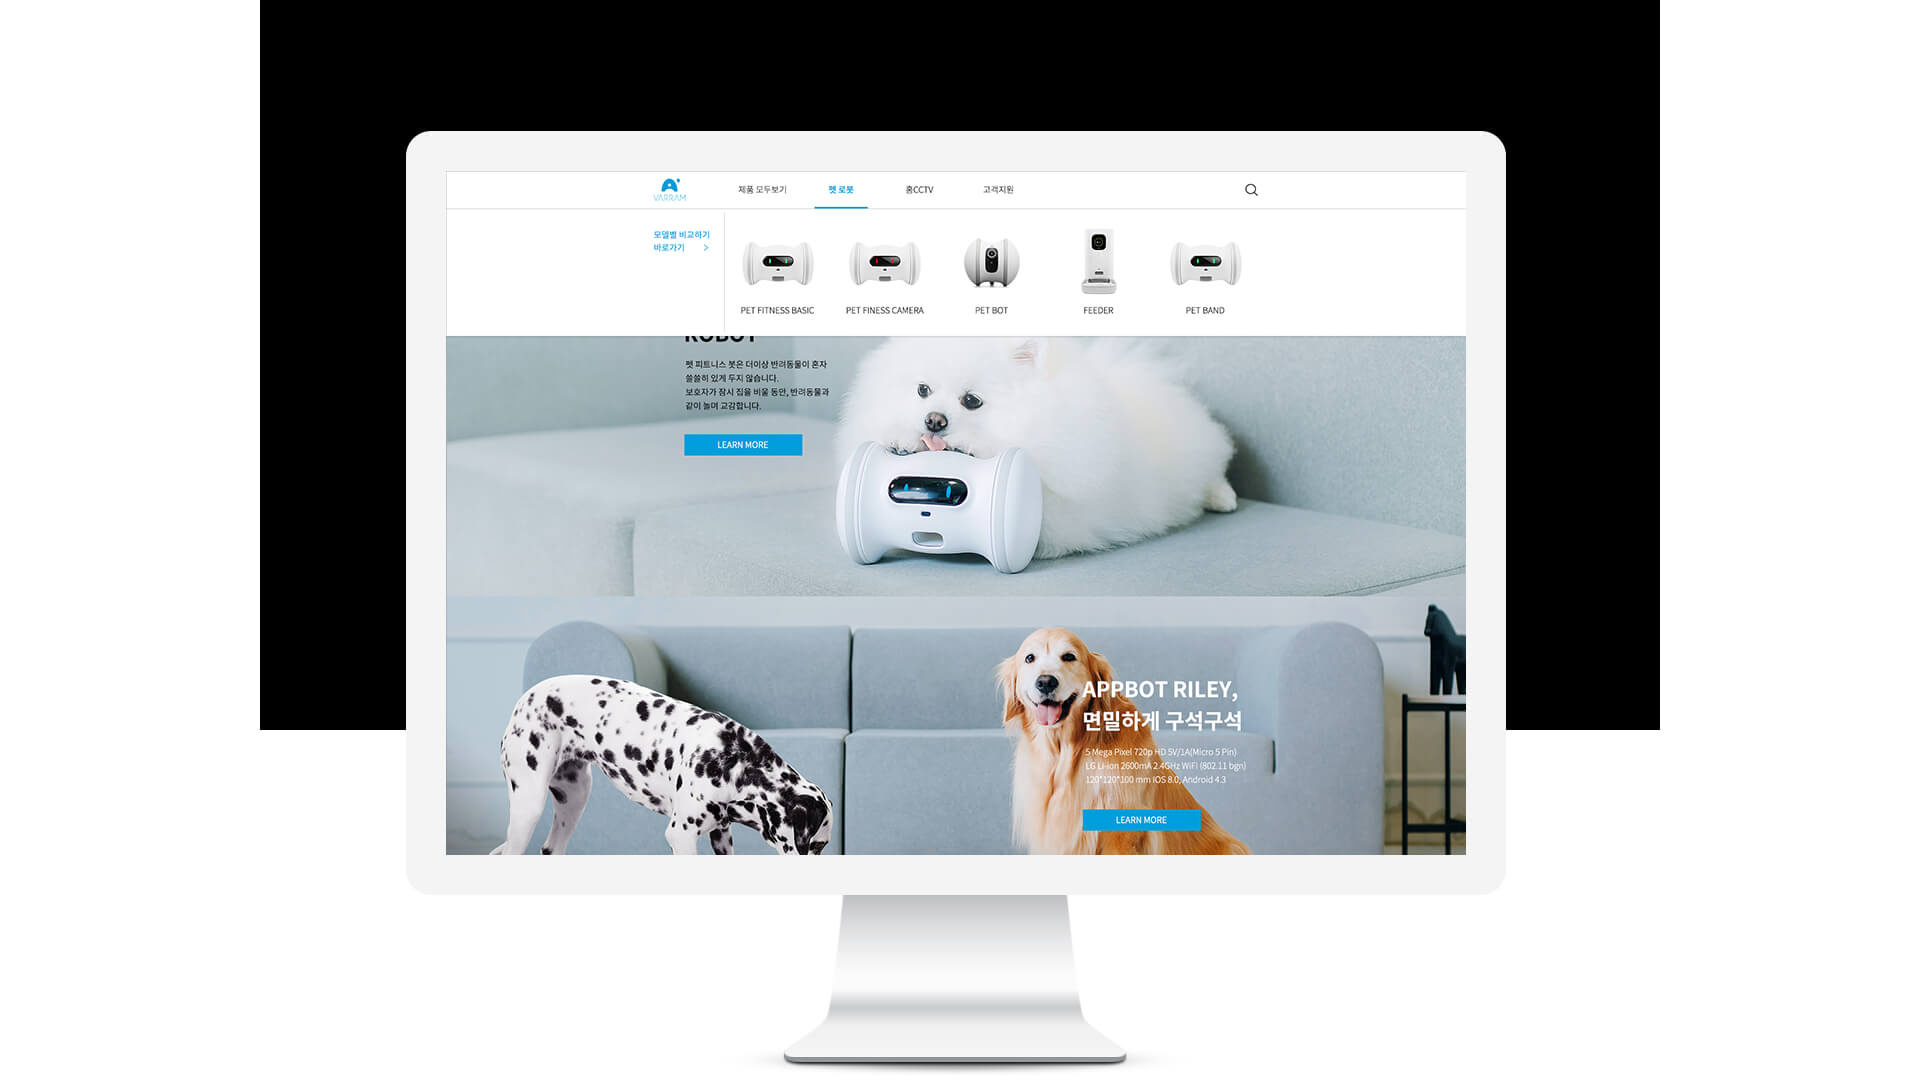 VARRAM
제품 모두보기
펫 로봇
홈CCTV
고객지원
모델별 비교하기
바로가기 >
PET FITNESS BASIC
PET FINESS CAMERA
PET BOT
FEEDER
PET BAND
ROBOT
펫 피트니스 봇은 더이상 반려동물이 혼자
쓸쓸히 있게 두지 않습니다.
보호자가 잠시 집을 비울 동안, 반려동물과
같이 놀며 교감합니다.
LEARN MORE
APPBOT RILEY,
면밀하게 구석구석
5 Mega Pixel 720p HD 5V/1A(Micro 5 Pin)
LG Li-ion 2600mA 2.4GHz WiFi (802.11 bgn)
120*120*100 mm IOS 8.0, Android 4.3
LEARN MORE